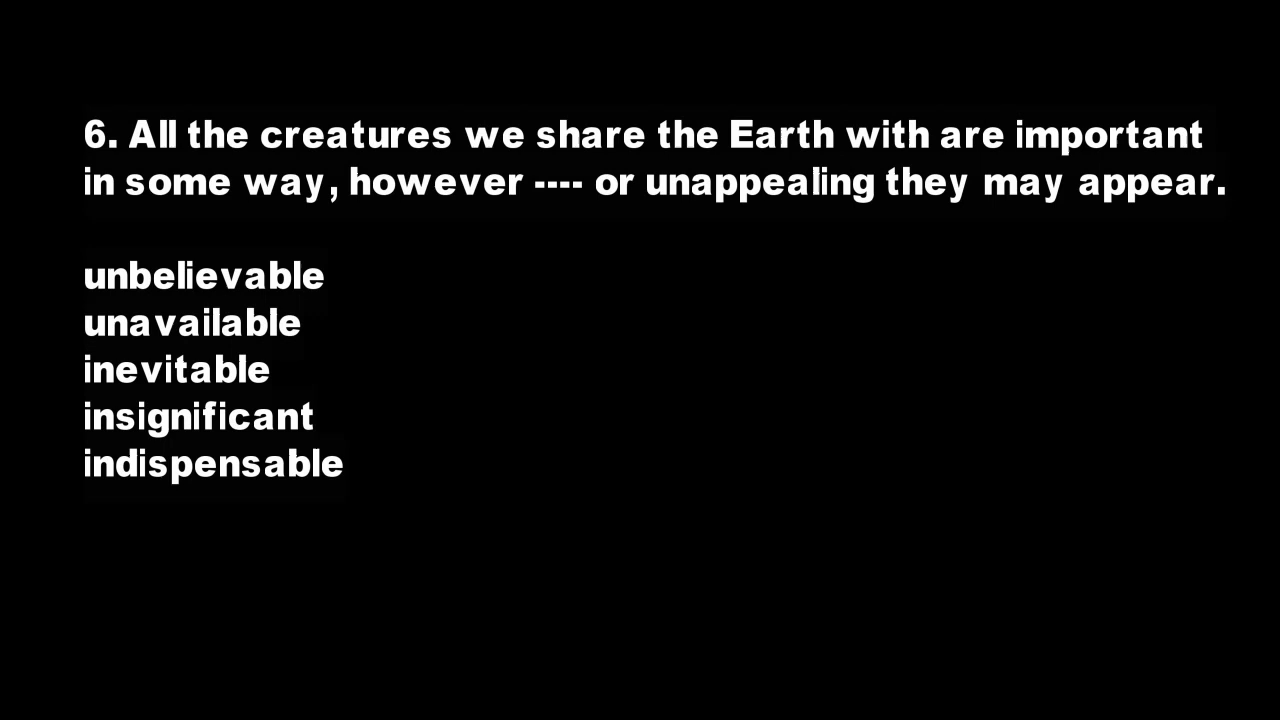 6. All the creatures we share the Earth with are important
in some way, however ---- or unappealing they may appear.
unbelievable
unavailable
inevitable
insignificant
indispensable